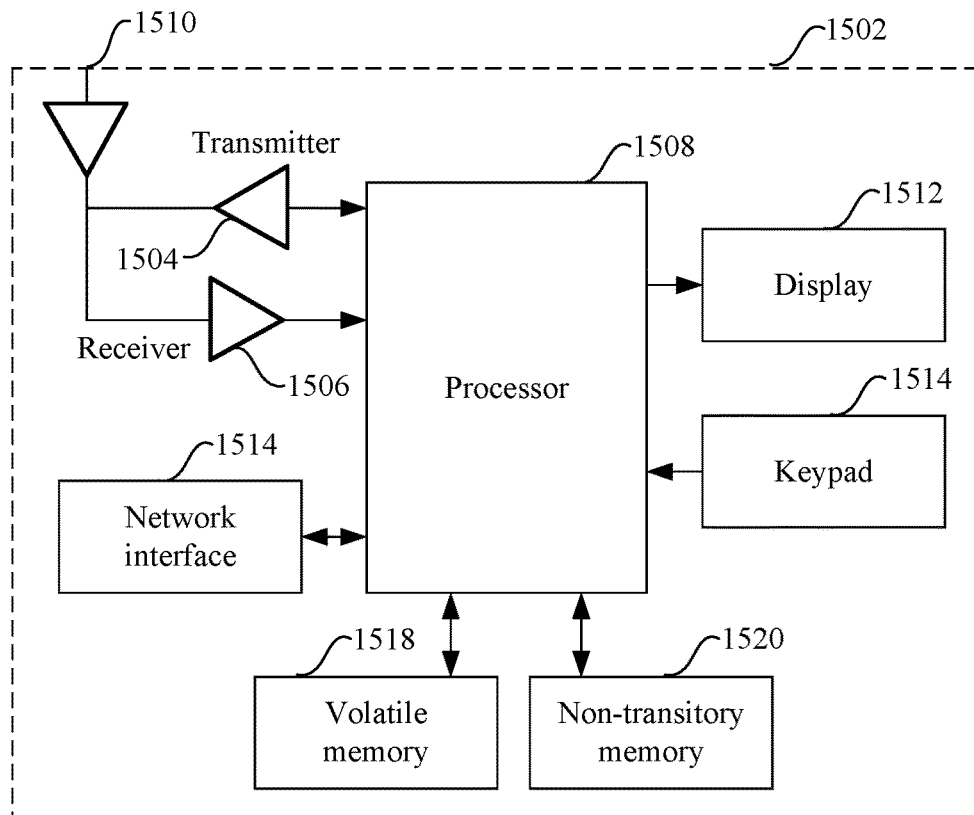 1510
1502
Transmitter
1508
1512
1504
Display
Receiver
1506
Processor
1514
1514
Keypad
Network
interface
1518
1520
Volatile
memory
Non-transitory
memory